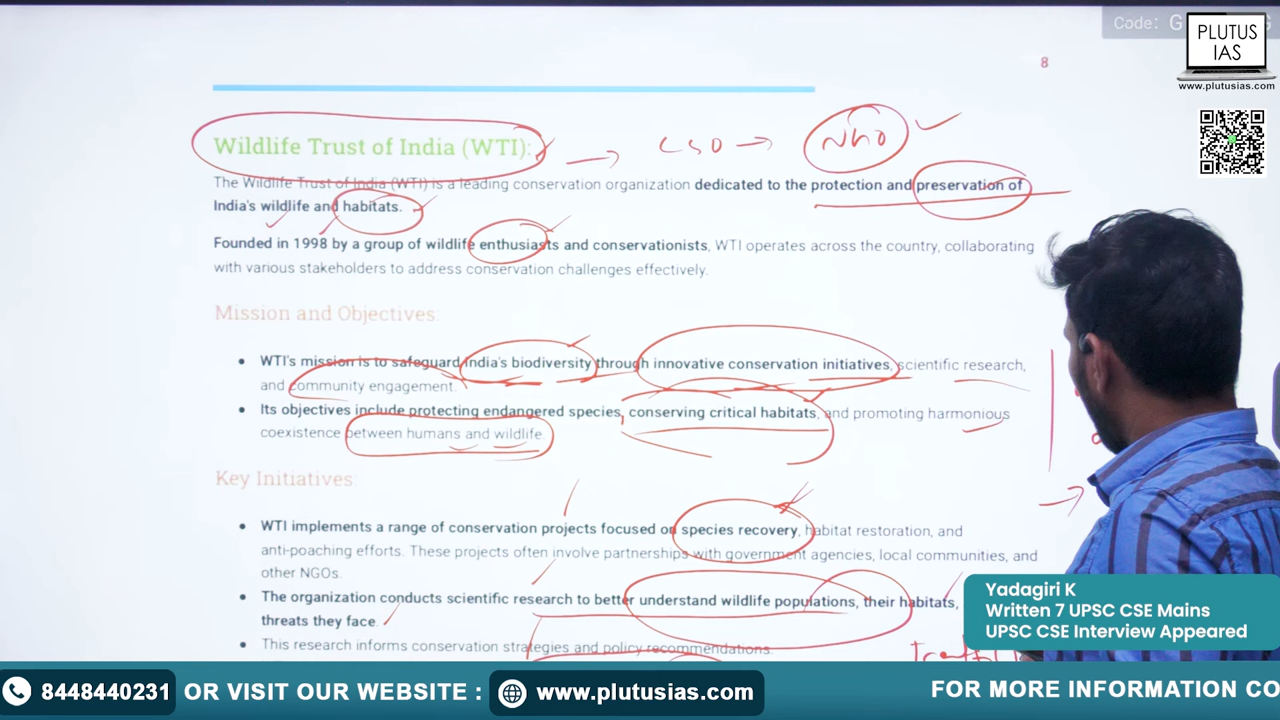 Code: G
PLUTUS
IAS
www.plutusias.com
8
Wildlife Trust of India (WTI):
CSO → NGO
The Wildlife Trust of India (WTI) is a leading conservation organization dedicated to the protection and preservation of
India's wildlife and habitats.
Founded in 1998 by a group of wildlife enthusiasts and conservationists, WTI operates across the country, collaborating
with various stakeholders to address conservation challenges effectively.
Mission and Objectives:
• WTI's mission is to safeguard India's biodiversity through innovative conservation initiatives, scientific research,
and community engagement.
• Its objectives include protecting endangered species, conserving critical habitats, and promoting harmonious
coexistence between humans and wildlife.
Key Initiatives:
• WTI implements a range of conservation projects focused on species recovery, habitat restoration, and
anti-poaching efforts. These projects often involve partnerships with government agencies, local communities, and
other NGOs.
• The organization conducts scientific research to better understand wildlife populations, their habitats,
threats they face.
• This research informs conservation strategies and policy recommendations.
Yadagiri K
Written 7 UPSC CSE Mains
UPSC CSE Interview Appeared
8448440231 OR VISIT OUR WEBSITE : www.plutusias.com FOR MORE INFORMATION CO